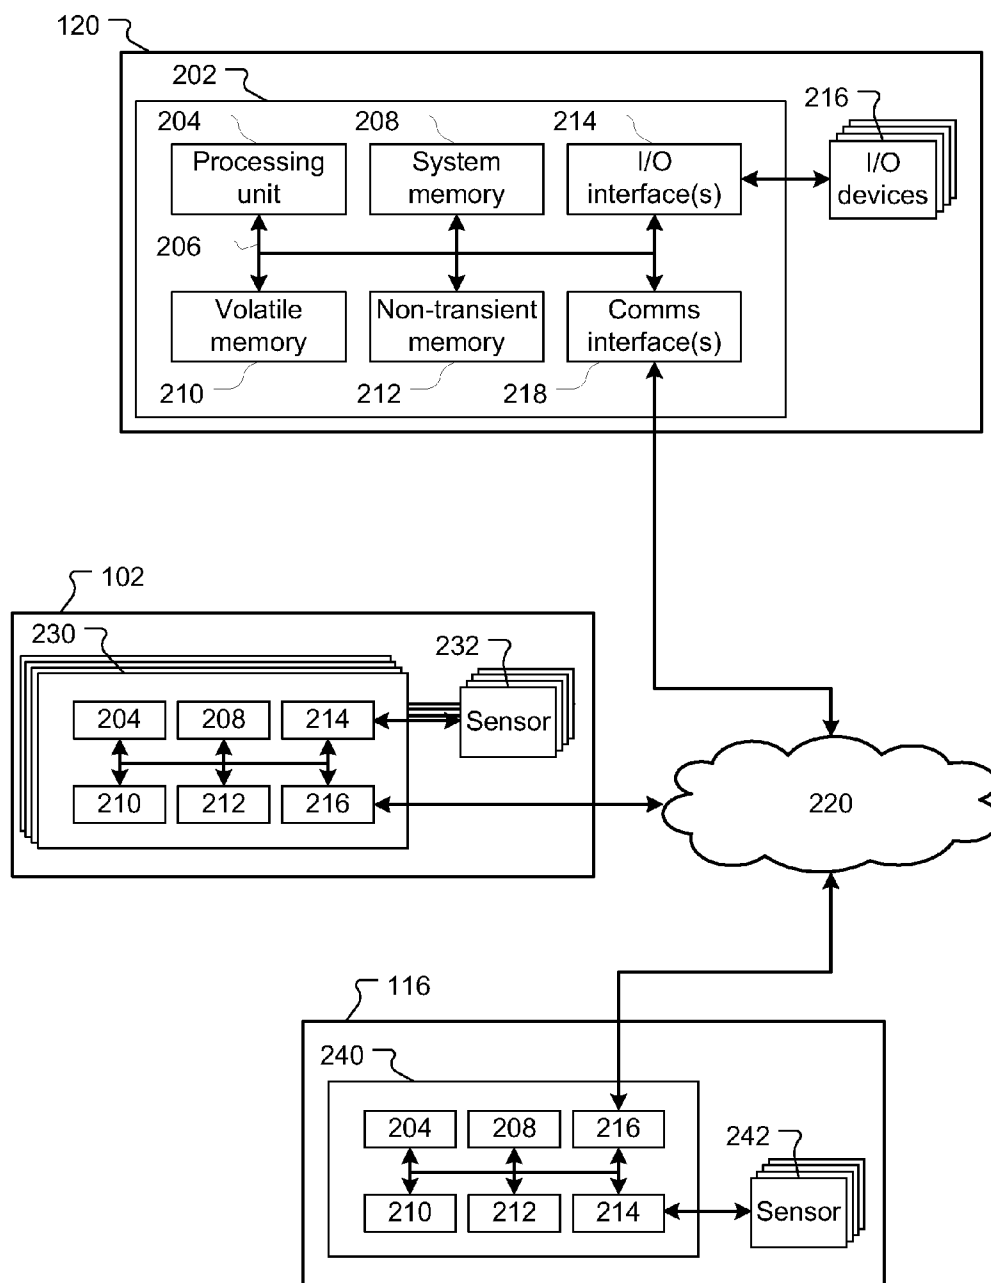 120
202
204
208
214
216
Processing
unit
System
memory
I/O
interface(s)
I/O
devices
206
Volatile
memory
Non-transient
memory
Comms
interface(s)
210
212
218
102
230
232
204
208
214
Sensor
210
212
216
220
116
240
204
208
216
242
210
212
214
Sensor